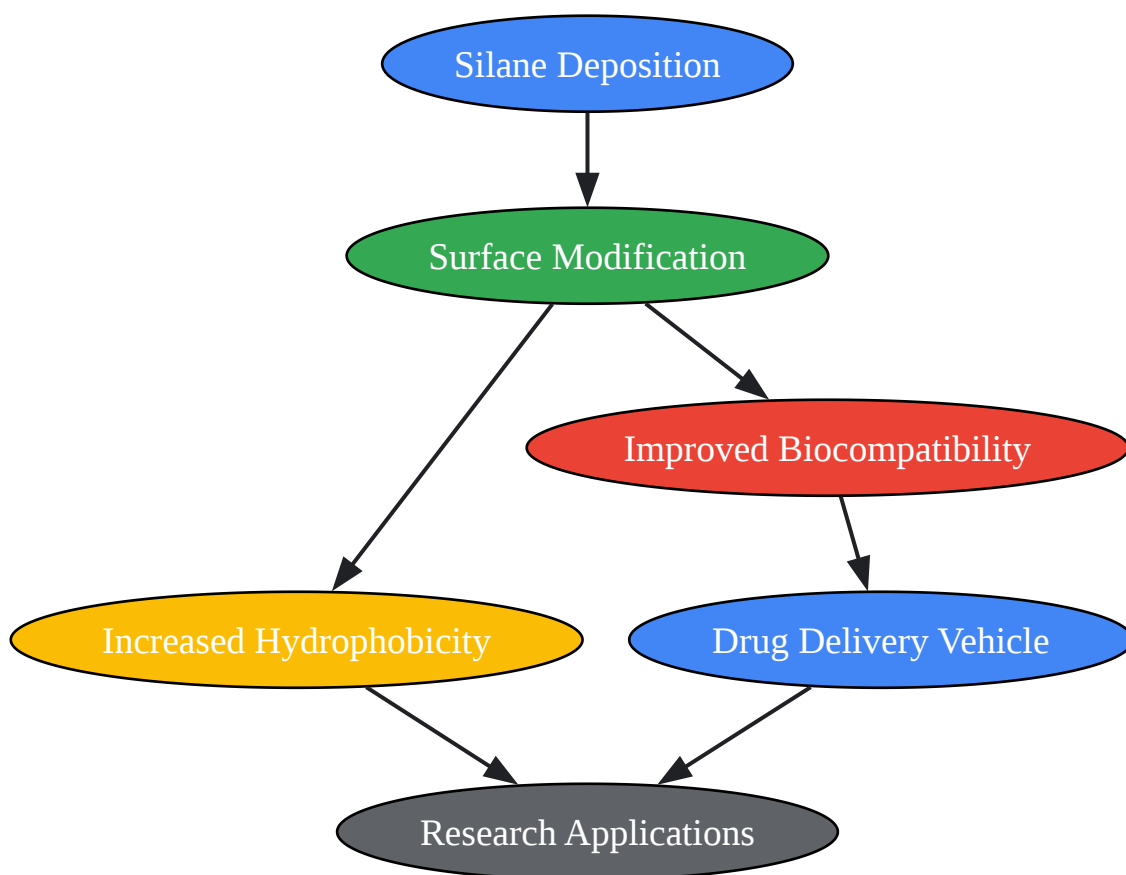 Silane Deposition
Surface Modification
Improved Biocompatibility
Increased Hydrophobicity
Drug Delivery Vehicle
Research Applications